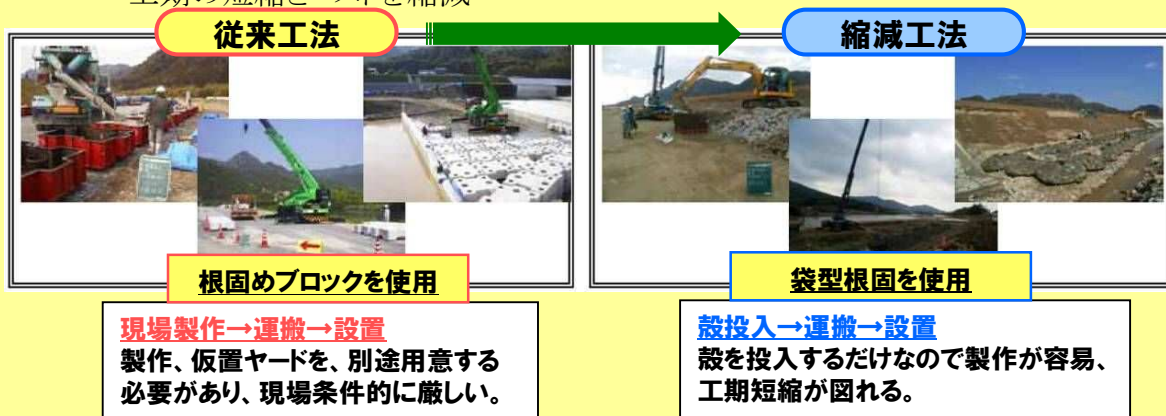 従来工法
縮減工法
根固めブロックを使用
袋型根固を使用
現場製作→運搬→設置
製作、仮置ヤードを、別途用意する
必要があり、現場条件的に厳しい。
殻投入→運搬→設置
殻を投入するだけなので製作が容易、
工期短縮が図れる。